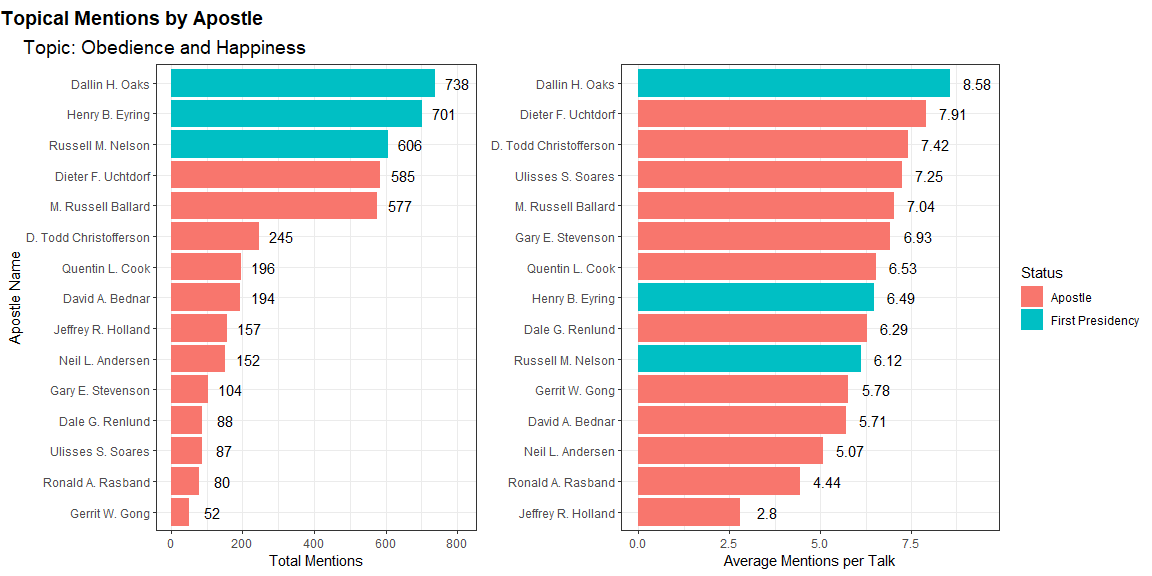 Topical Mentions by Apostle
Topic: Obedience and Happiness
Apostle Name
Dallin H. Oaks 738
Henry B. Eyring 701
Russell M. Nelson 606
Dieter F. Uchtdorf 585
M. Russell Ballard 577
D. Todd Christofferson 245
Quentin L. Cook 196
David A. Bednar 194
Jeffrey R. Holland 157
Neil L. Andersen 152
Gary E. Stevenson 104
Dale G. Renlund 88
Ulisses S. Soares 87
Ronald A. Rasband 80
Gerrit W. Gong 52
0 200 400 600 800
Total Mentions
Dallin H. Oaks 8.58
Dieter F. Uchtdorf 7.91
D. Todd Christofferson 7.42
Ulisses S. Soares 7.25
M. Russell Ballard 7.04
Gary E. Stevenson 6.93
Quentin L. Cook 6.53
Henry B. Eyring 6.49
Dale G. Renlund 6.29
Russell M. Nelson 6.12
Gerrit W. Gong 5.78
David A. Bednar 5.71
Neil L. Andersen 5.07
Ronald A. Rasband 4.44
Jeffrey R. Holland 2.8
0.0 2.5 5.0 7.5
Average Mentions per Talk
Status
Apostle
First Presidency